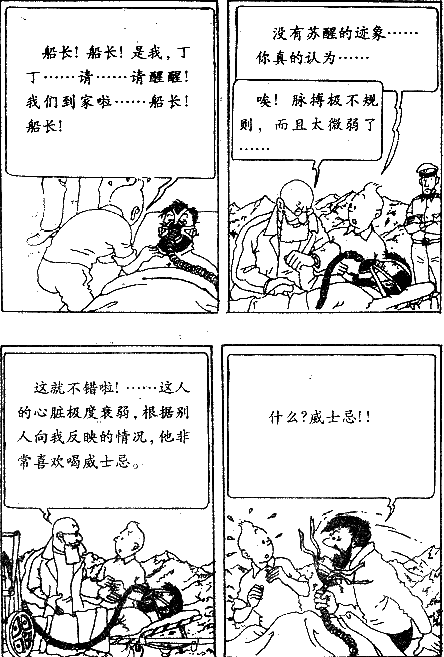 船长！船长！是我，丁
丁……请……请醒醒！
我们到家啦……船长！
船长！
没有苏醒的迹象……
你真的认为……
唉！脉搏极不规
则，而且太微弱了
……
这就不错啦！……这人
的心脏极度衰弱，根据别
人向我反映的情况，他非
常喜欢喝威士忌。
什么？威士忌！！